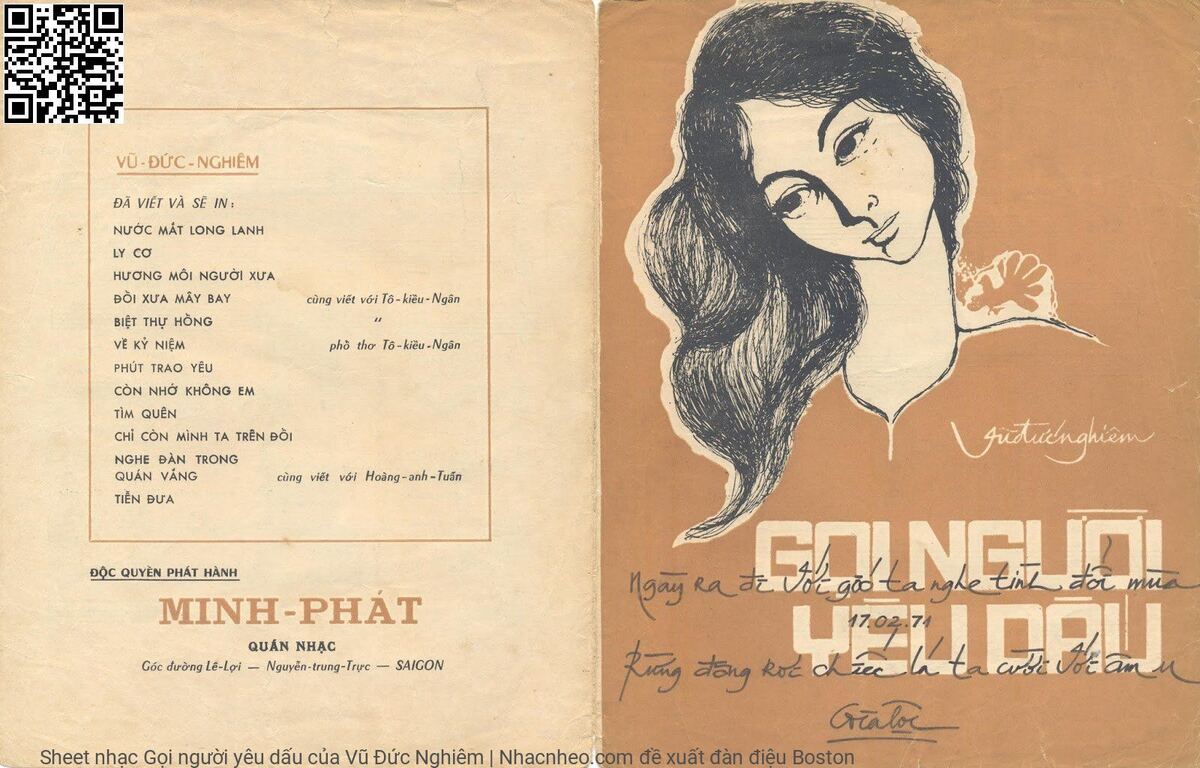 VŨ-ĐỨC-NGHIÊM
ĐÃ VIẾT VÀ SẼ IN :
NƯỚC MẮT LONG LANH
LY CƠ
HƯƠNG MÔI NGƯỜI XƯA
ĐỒI XƯA MÂY BAY cùng viết với Tô-kiều-Ngân
BIỆT THỰ HỒNG "
VỀ KỶ NIỆM phổ thơ Tô-kiều-Ngân
PHÚT TRAO YÊU
CÒN NHỚ KHÔNG EM
TÌM QUÊN
CHỈ CÒN MÌNH TA TRÊN ĐỒI
NGHE ĐÀN TRONG
QUÁN VẮNG cùng viết với Hoàng-anh-Tuấn
TIỄN ĐƯA
ĐỘC QUYỀN PHÁT HÀNH
MINH-PHÁT
QUÁN NHẠC
Góc đường Lê-Lợi — Nguyễn-trung-Trực — SAIGON
Vũđứcnghiêm
GỌI NGƯỜI
Ngày ra đi với gió ta nghe tình đổi mùa
YÊU DẤU
17.02.71
Rừng đông rơi chiếc lá ta cười với âm u
Sheet nhạc Gọi người yêu dấu của Vũ Đức Nghiêm | Nhacnheo.com đề xuất đàn điệu Boston